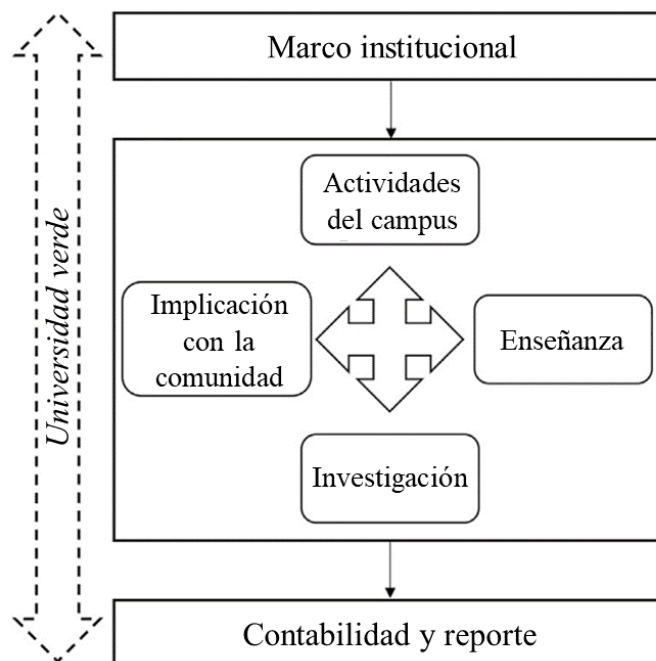 Marco institucional
Universidad verde
Actividades
del campus
Implicación
con la
comunidad
Enseñanza
Investigación
Contabilidad y reporte